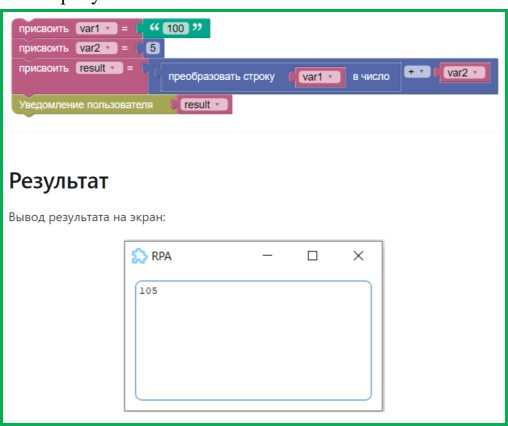 присвоить var1 = “ 100 ”
присвоить var2 = 5
присвоить result = преобразовать строку var1 в число + var2
Уведомление пользователя result
Результат
Вывод результата на экран:
RPA
105